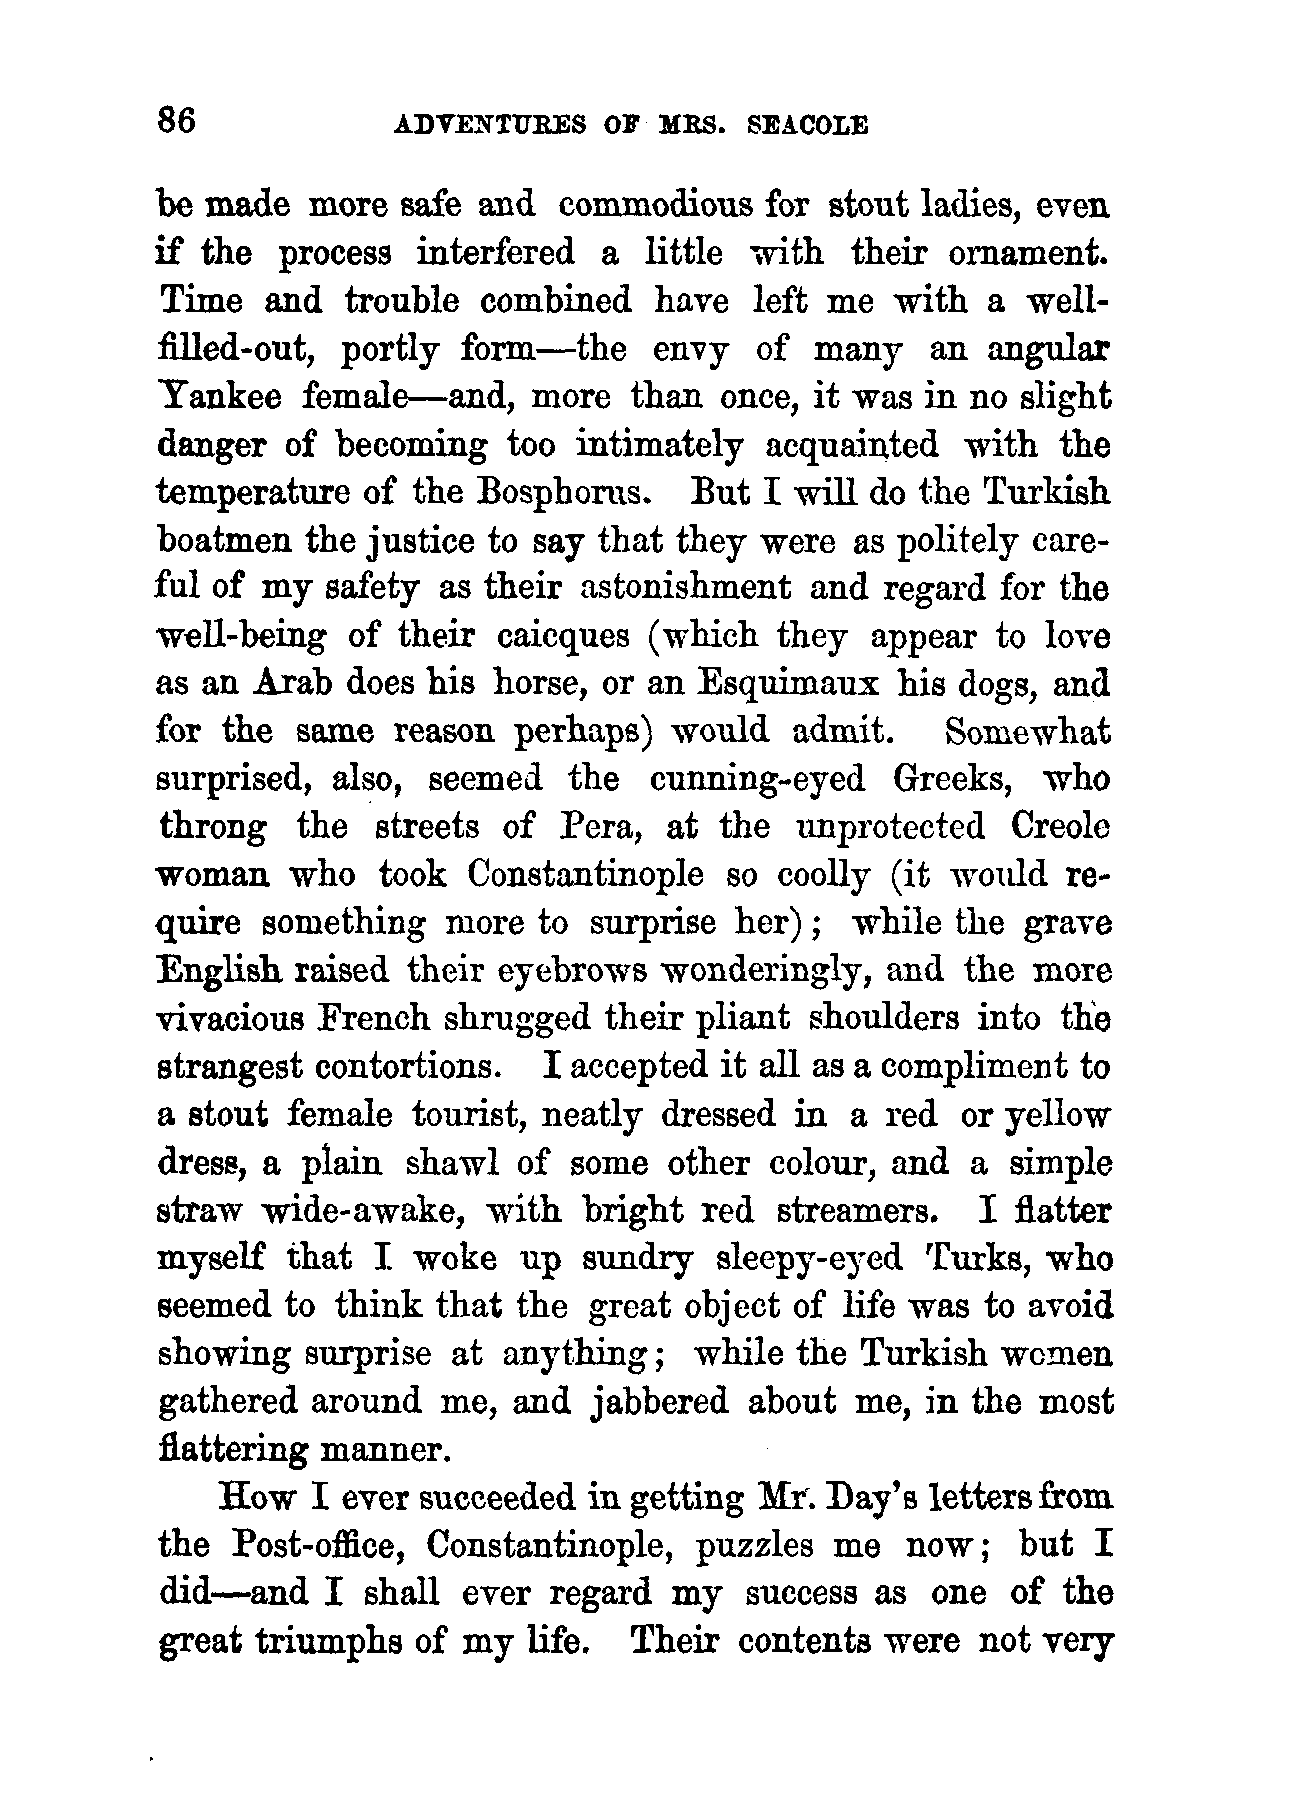 86 ADVENTURES OF MRS. SEACOLE
be made more safe and commodious for stout ladies, even
if the process interfered a little with their ornament.
Time and trouble combined have left me with a well-
filled-out, portly form—the envy of many an angular
Yankee female—and, more than once, it was in no slight
danger of becoming too intimately acquainted with the
temperature of the Bosphorus. But I will do the Turkish
boatmen the justice to say that they were as politely care-
ful of my safety as their astonishment and regard for the
well-being of their caicques (which they appear to love
as an Arab does his horse, or an Esquimaux his dogs, and
for the same reason perhaps) would admit. Somewhat
surprised, also, seemed the cunning-eyed Greeks, who
throng the streets of Pera, at the unprotected Creole
woman who took Constantinople so coolly (it would re-
quire something more to surprise her); while the grave
English raised their eyebrows wonderingly, and the more
vivacious French shrugged their pliant shoulders into the
strangest contortions. I accepted it all as a compliment to
a stout female tourist, neatly dressed in a red or yellow
dress, a plain shawl of some other colour, and a simple
straw wide-awake, with bright red streamers. I flatter
myself that I woke up sundry sleepy-eyed Turks, who
seemed to think that the great object of life was to avoid
showing surprise at anything; while the Turkish women
gathered around me, and jabbered about me, in the most
flattering manner.
How I ever succeeded in getting Mr. Day's letters from
the Post-office, Constantinople, puzzles me now; but I
did—and I shall ever regard my success as one of the
great triumphs of my life. Their contents were not very